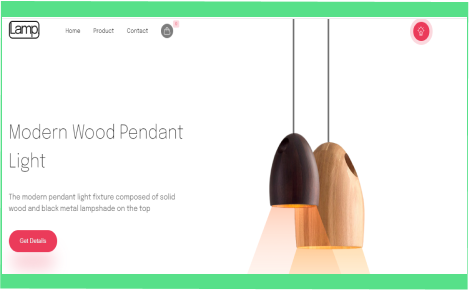 Lamp
Home Product Contact
Modern Wood Pendant
Light
The modern pendant light fixture composed of solid
wood and black metal lampshade on the top
Get Details